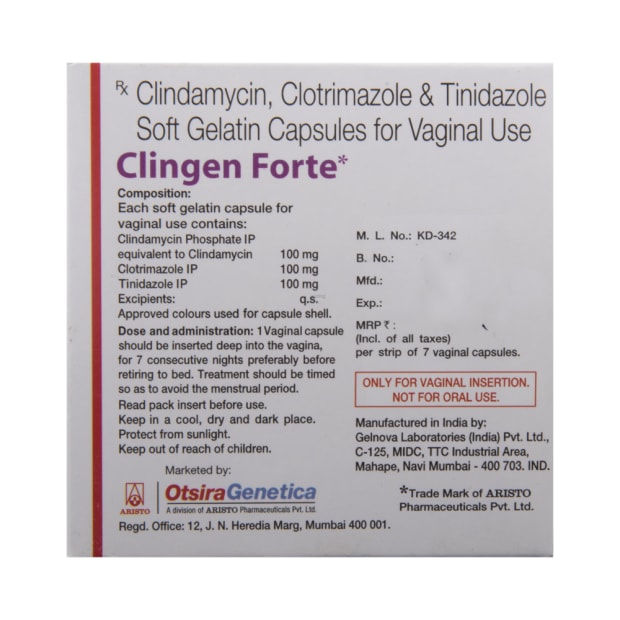 Rx Clindamycin, Clotrimazole & Tinidazole
Soft Gelatin Capsules for Vaginal Use
Clingen Forte*
Composition:
Each soft gelatin capsule for
vaginal use contains:
Clindamycin Phosphate IP
equivalent to Clindamycin 100 mg
Clotrimazole IP 100 mg
Tinidazole IP 100 mg
Excipients: q.s.
Approved colours used for capsule shell.
Dose and administration: 1 Vaginal capsule
should be inserted deep into the vagina,
for 7 consecutive nights preferably before
retiring to bed. Treatment should be timed
so as to avoid the menstrual period.
Read pack insert before use.
Keep in a cool, dry and dark place.
Protect from sunlight.
Keep out of reach of children.
Marketed by:
ARISTO
OtsiraGenetica
A division of ARISTO Pharmaceuticals Pvt. Ltd.
Regd. Office: 12, J. N. Heredia Marg, Mumbai 400 001.
M. L. No.: KD-342
B. No.:
Mfd.:
Exp.:
MRP ₹ :
(Incl. of all taxes)
per strip of 7 vaginal capsules.
ONLY FOR VAGINAL INSERTION.
NOT FOR ORAL USE.
Manufactured in India by:
Gelnova Laboratories (India) Pvt. Ltd.,
C-125, MIDC, TTC Industrial Area,
Mahape, Navi Mumbai - 400 703. IND.
*Trade Mark of ARISTO
Pharmaceuticals Pvt. Ltd.